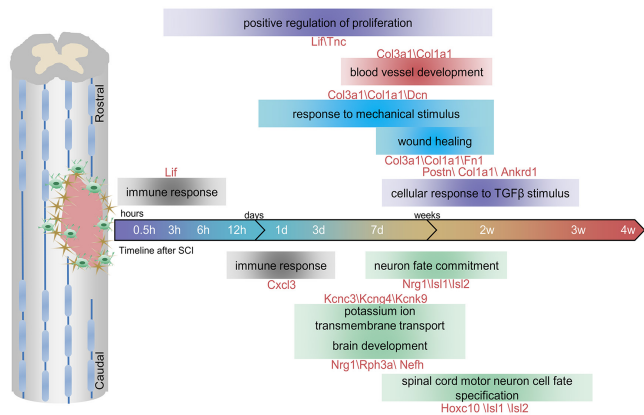 positive regulation of proliferation
Lif\Tnc
Col3a1\Col1a1
blood vessel development
Col3a1\Col1a1\Dcn
response to mechanical stimulus
wound healing
Col3a1\Col1a1\Fn1
Postn\ Col1a1\ Ankrd1
Lif
immune response
cellular response to TGFβ stimulus
Rostral
hours
days
weeks
0.5h 3h 6h 12h 1d 3d 7d 2w 3w 4w
Timeline after SCI
immune response
Cxcl3
neuron fate commitment
Nrg1\Isl1\Isl2
Kcnc3\Kcng4\Kcnk9
potassium ion
transmembrane transport
brain development
Nrg1\Rph3a\ Nefh
Caudal
spinal cord motor neuron cell fate
specification
Hoxc10 \Isl1 \Isl2